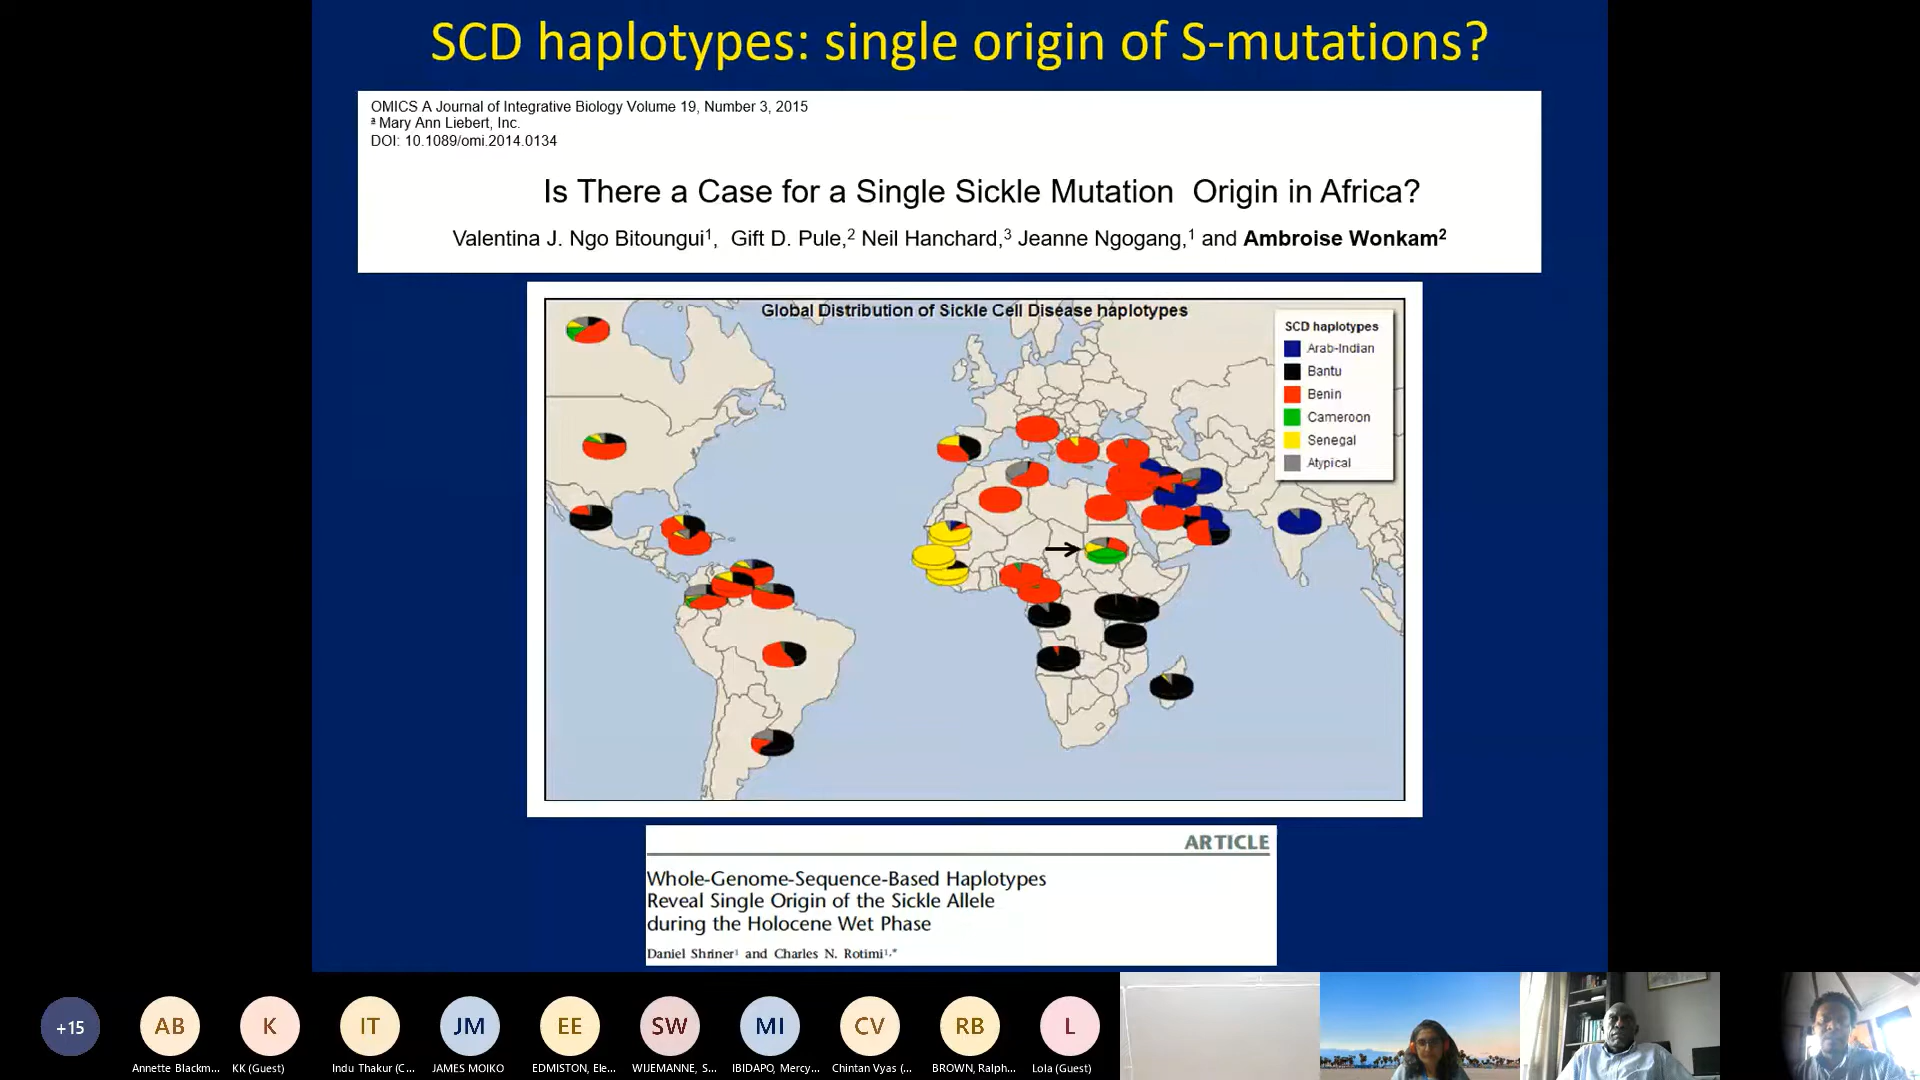 SCD haplotypes: single origin of S-mutations?
OMICS A Journal of Integrative Biology Volume 19, Number 3, 2015
ª Mary Ann Liebert, Inc.
DOI: 10.1089/omi.2014.0134
Is There a Case for a Single Sickle Mutation Origin in Africa?
Valentina J. Ngo Bitoungui¹, Gift D. Pule,² Neil Hanchard,³ Jeanne Ngogang,¹ and Ambroise Wonkam²
Global Distribution of Sickle Cell Disease haplotypes
SCD haplotypes
Arab-Indian
Bantu
Benin
Cameroon
Senegal
Atypical
ARTICLE
Whole-Genome-Sequence-Based Haplotypes
Reveal Single Origin of the Sickle Allele
during the Holocene Wet Phase
Daniel Shriner¹ and Charles N. Rotimi¹,*
+15
AB
K
IT
JM
EE
SW
MI
CV
RB
L
Annette Blackm...
KK (Guest)
Indu Thakur (C...
JAMES MOIKO
EDMISTON, Ele...
WIJEMANNE, S...
IBIDAPO, Mercy...
Chintan Vyas (...
BROWN, Ralph...
Lola (Guest)